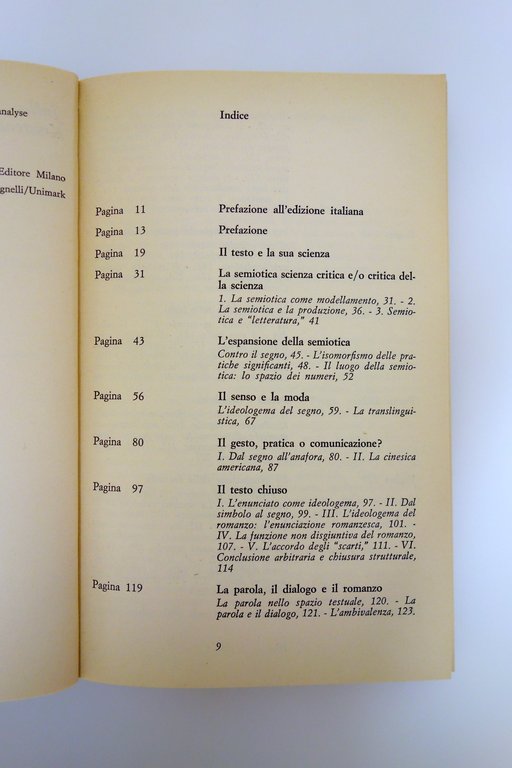 analyse
Editore Milano
gnelli/Unimark
Indice
Pagina 11 Prefazione all'edizione italiana
Pagina 13 Prefazione
Pagina 19 Il testo e la sua scienza
Pagina 31 La semiotica scienza critica e/o critica del-
la scienza
1. La semiotica come modellamento, 31. - 2.
La semiotica e la produzione, 36. - 3. Semio-
tica e "letteratura," 41
Pagina 43 L'espansione della semiotica
Contro il segno, 45. - L'isomorfismo delle pra-
tiche significanti, 48. - Il luogo della semio-
tica: lo spazio dei numeri, 52
Pagina 56 Il senso e la moda
L'ideologema del segno, 59. - La translingui-
stica, 67
Pagina 80 Il gesto, pratica o comunicazione?
I. Dal segno all'anafora, 80. - II. La cinesica
americana, 87
Pagina 97 Il testo chiuso
I. L'enunciato come ideologema, 97. - II. Dal
simbolo al segno, 99. - III. L'ideologema del
romanzo: l'enunciazione romanzesca, 101. -
IV. La funzione non disgiuntiva del romanzo,
107. - V. L'accordo degli "scarti," 111. - VI.
Conclusione arbitraria e chiusura strutturale,
114
Pagina 119 La parola, il dialogo e il romanzo
La parola nello spazio testuale, 120. - La
parola e il dialogo, 121. - L'ambivalenza, 123.
9